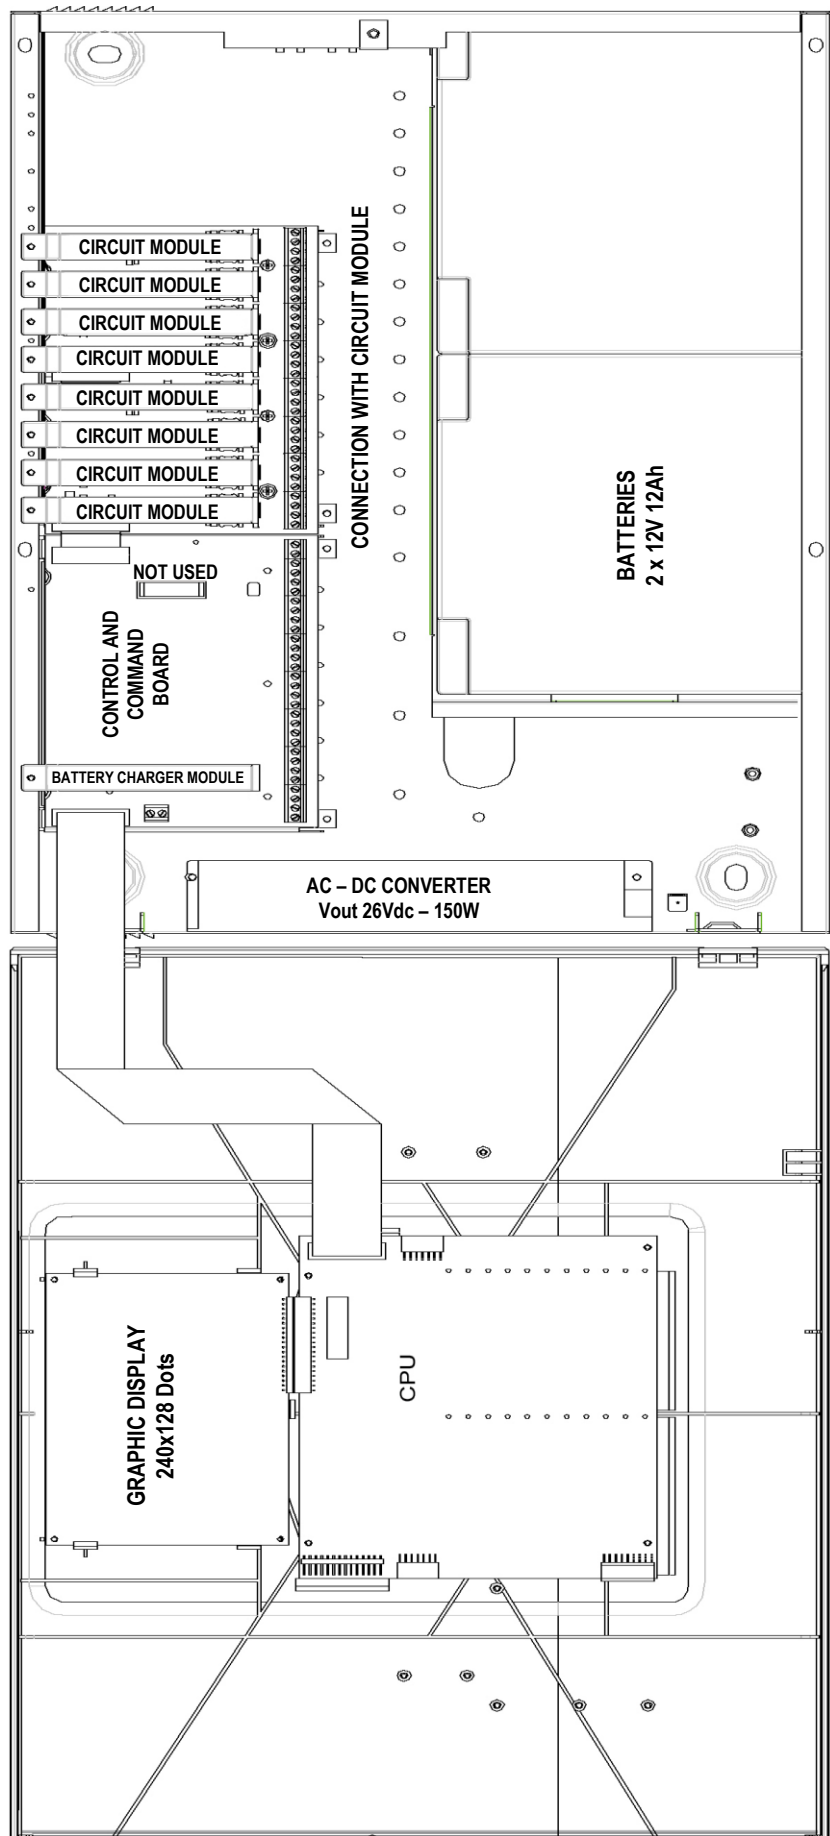 CIRCUIT MODULE
CIRCUIT MODULE
CIRCUIT MODULE
CIRCUIT MODULE
CIRCUIT MODULE
CIRCUIT MODULE
CIRCUIT MODULE
CIRCUIT MODULE
CONNECTION WITH CIRCUIT MODULE
BATTERIES
2 x 12V 12Ah
NOT USED
CONTROL AND
COMMAND
BOARD
BATTERY CHARGER MODULE
AC – DC CONVERTER
Vout 26Vdc – 150W
GRAPHIC DISPLAY
240x128 Dots
CPU